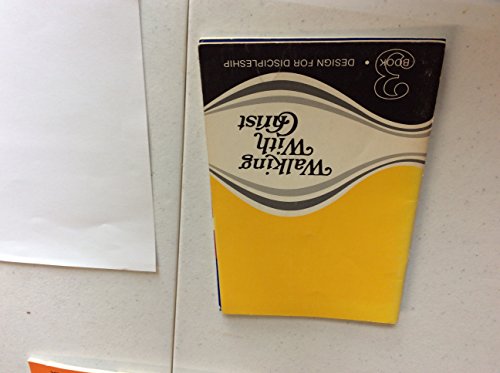 BOOK 3 • DESIGN FOR DISCIPLESHIP
Walking
With
Christ